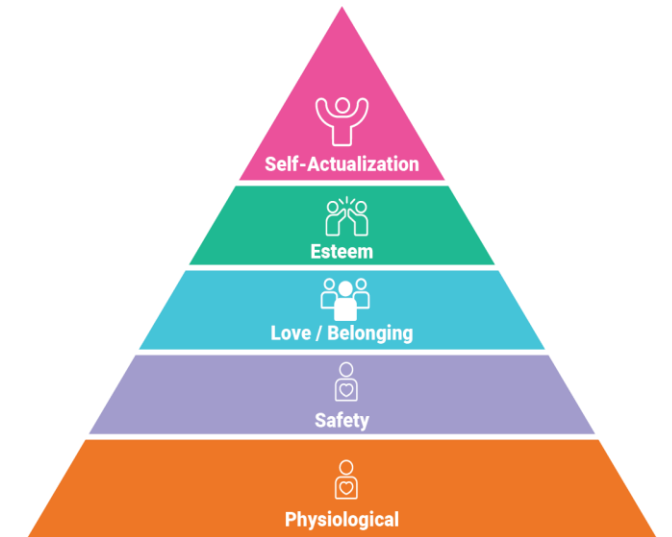 Self-Actualization
Esteem
Love / Belonging
Safety
Physiological